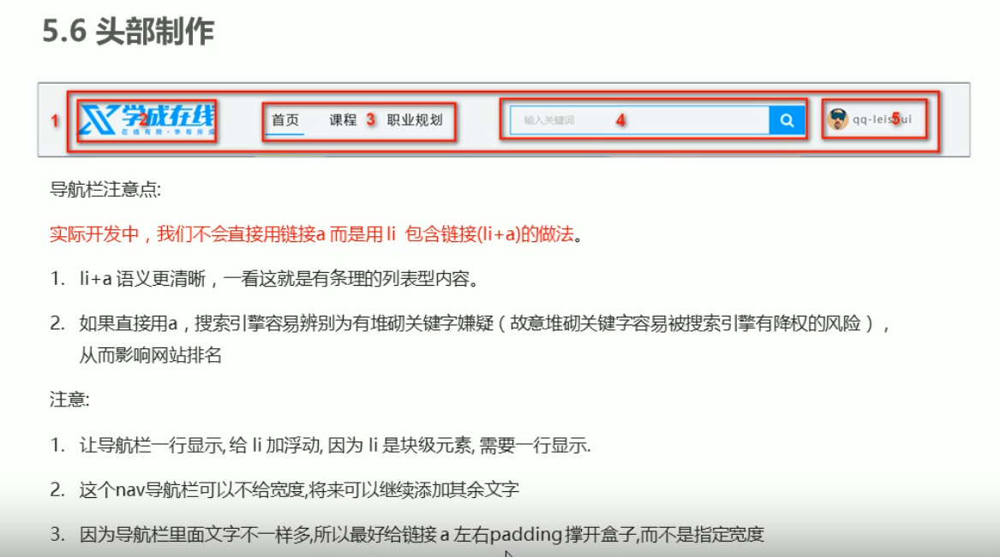 5.6 头部制作
1 学成在线 2 首页 课程 3 职业规划 输入关键词 4 qq-leishui 5
在线有我·学有所成
导航栏注意点:
实际开发中，我们不会直接用链接a 而是用 li 包含链接(li+a)的做法。
1. li+a 语义更清晰，一看这就是有条理的列表型内容。
2. 如果直接用a，搜索引擎容易辨别为有堆砌关键字嫌疑（故意堆砌关键字容易被搜索引擎有降权的风险），
从而影响网站排名
注意:
1. 让导航栏一行显示, 给 li 加浮动, 因为 li 是块级元素, 需要一行显示.
2. 这个nav导航栏可以不给宽度,将来可以继续添加其余文字
3. 因为导航栏里面文字不一样多,所以最好给链接 a 左右padding 撑开盒子,而不是指定宽度